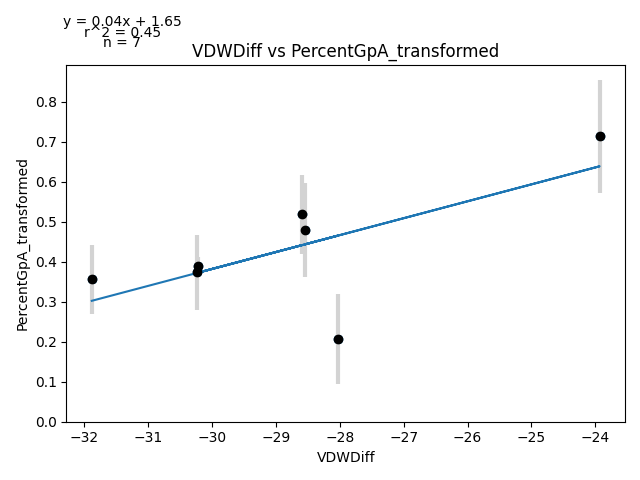 y = 0.04x + 1.65
r^2 = 0.45
n = 7
VDWDiff vs PercentGpA_transformed
PercentGpA_transformed
0.8
0.7
0.6
0.5
0.4
0.3
0.2
0.1
0.0
−32 −31 −30 −29 −28 −27 −26 −25 −24
VDWDiff